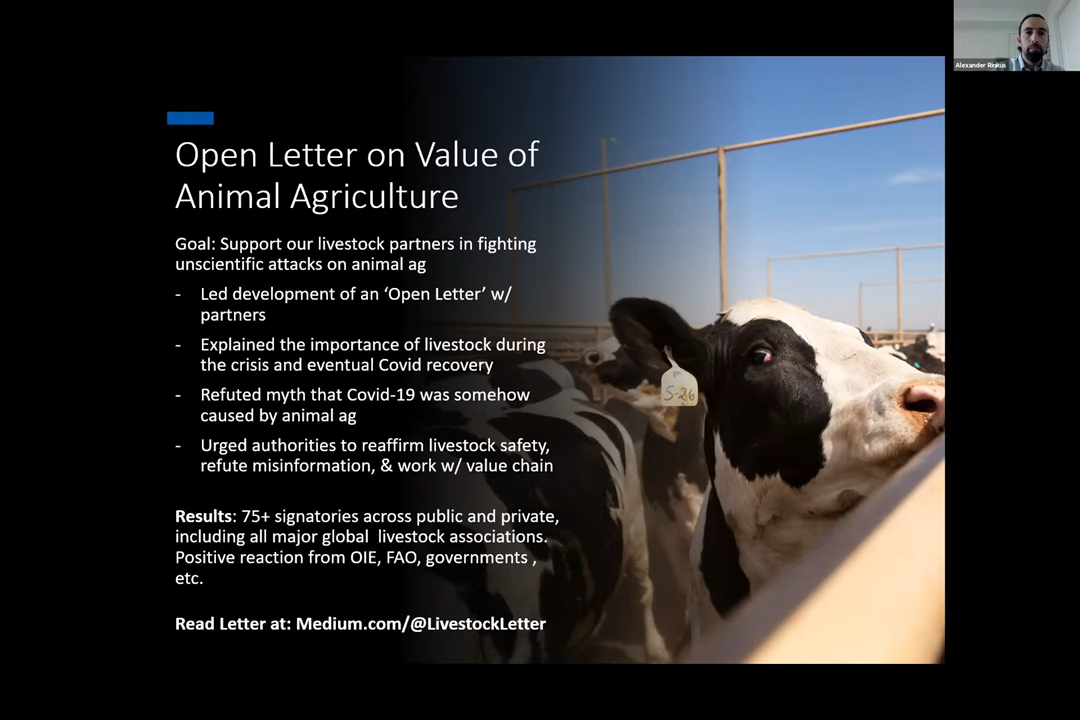 Open Letter on Value of
Animal Agriculture
Goal: Support our livestock partners in fighting
unscientific attacks on animal ag
- Led development of an ‘Open Letter’ w/
partners
- Explained the importance of livestock during
the crisis and eventual Covid recovery
- Refuted myth that Covid-19 was somehow
caused by animal ag
- Urged authorities to reaffirm livestock safety,
refute misinformation, & work w/ value chain
Results: 75+ signatories across public and private,
including all major global livestock associations.
Positive reaction from OIE, FAO, governments ,
etc.
Read Letter at: Medium.com/@LivestockLetter
5-26
Alexander Rinkus